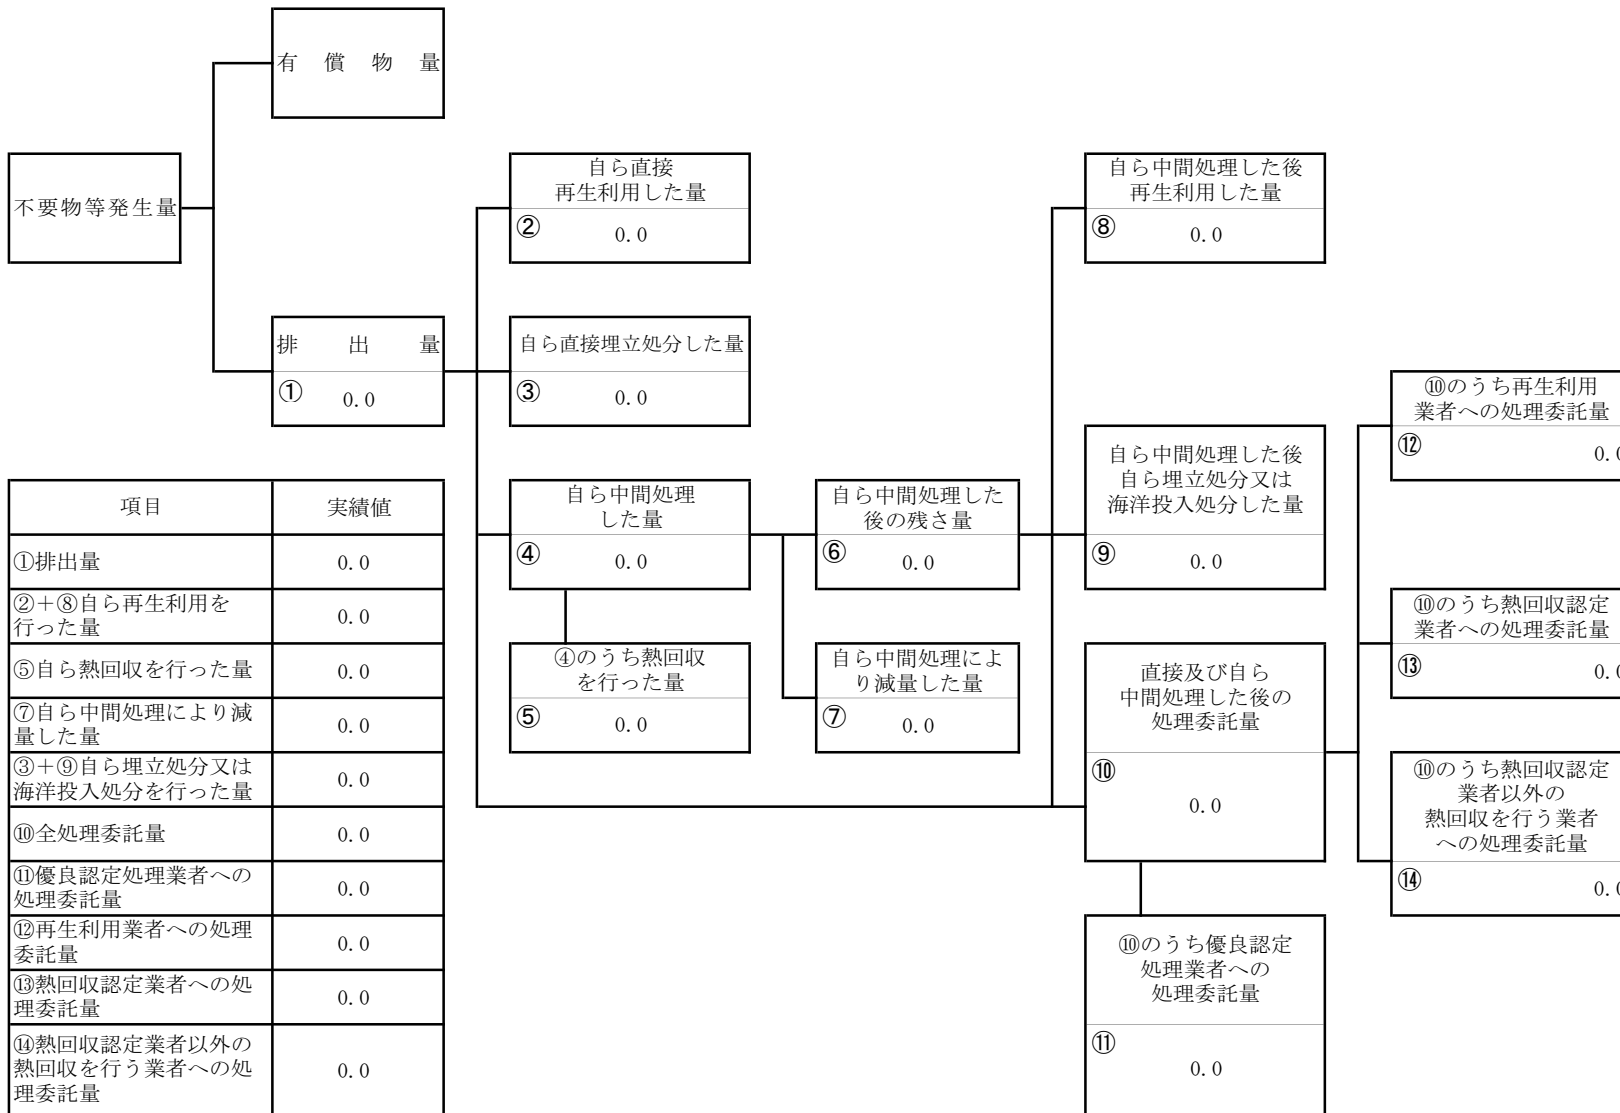 有償物量
不要物等発生量
自ら直接
再生利用した量
② 0.0
自ら中間処理した後
再生利用した量
⑧ 0.0
排出量
① 0.0
自ら直接埋立処分した量
③ 0.0
⑩のうち再生利用
業者への処理委託量
⑫ 0.0
自ら中間処理
した量
④ 0.0
自ら中間処理した
後の残さ量
⑥ 0.0
自ら中間処理した後
自ら埋立処分又は
海洋投入処分した量
⑨ 0.0
④のうち熱回収
を行った量
⑤ 0.0
自ら中間処理によ
り減量した量
⑦ 0.0
直接及び自ら
中間処理した後の
処理委託量
⑩
0.0
⑩のうち熱回収認定
業者への処理委託量
⑬ 0.0
⑩のうち熱回収認定
業者以外の
熱回収を行う業者
への処理委託量
⑭ 0.0
⑩のうち優良認定
処理業者への
処理委託量
⑪
0.0
項目 実績値
①排出量 0.0
②+⑧自ら再生利用を
行った量 0.0
⑤自ら熱回収を行った量 0.0
⑦自ら中間処理により減
量した量 0.0
③+⑨自ら埋立処分又は
海洋投入処分を行った量 0.0
⑩全処理委託量 0.0
⑪優良認定処理業者への
処理委託量 0.0
⑫再生利用業者への処理
委託量 0.0
⑬熱回収認定業者への処
理委託量 0.0
⑭熱回収認定業者以外の
熱回収を行う業者への処
理委託量 0.0